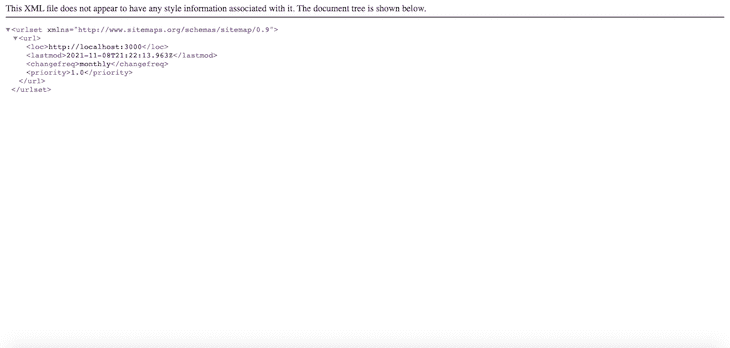 This XML file does not appear to have any style information associated with it. The document tree is shown below.
▼<urlset xmlns="http://www.sitemaps.org/schemas/sitemap/0.9">
▼<url>
<loc>http://localhost:3000</loc>
<lastmod>2021-11-08T21:22:13.963Z</lastmod>
<changefreq>monthly</changefreq>
<priority>1.0</priority>
</url>
</urlset>